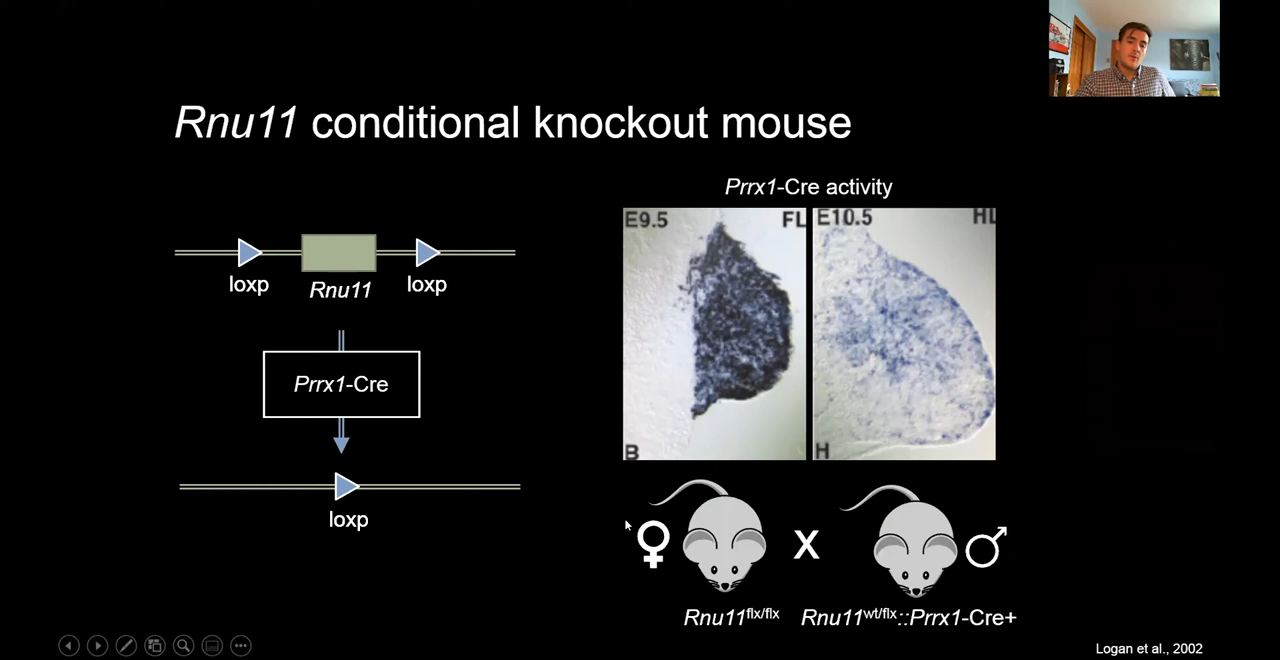 Rnu11 conditional knockout mouse
Prrx1-Cre activity
E9.5 FL
E10.5 HL
loxp
Rnu11
loxp
Prrx1-Cre
B
H
loxp
X
Rnu11flx/flx
Rnu11wt/flx::Prrx1-Cre+
Logan et al., 2002